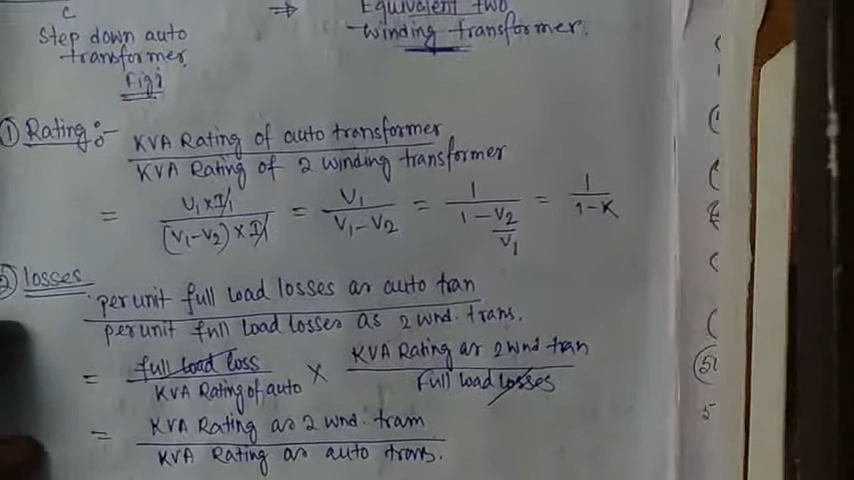 c
Step down auto
transformer
Fig:
⇒ Equivalent two
winding transformer.
① Rating :-
KVA Rating of auto transformer
KVA Rating of 2 winding transformer
= V1 × I1 / (V1-V2) × I1 = V1 / V1-V2 = 1 / 1 - V2/V1 = 1 / 1-K
② losses
per unit full load losses as auto tran
per unit full load losses as 2 wnd. trans.
= full load loss / KVA Rating of auto × KVA Rating as 2 wnd tran / Full load losses
= KVA Rating as 2 wnd. tram
KVA Rating as auto trans.